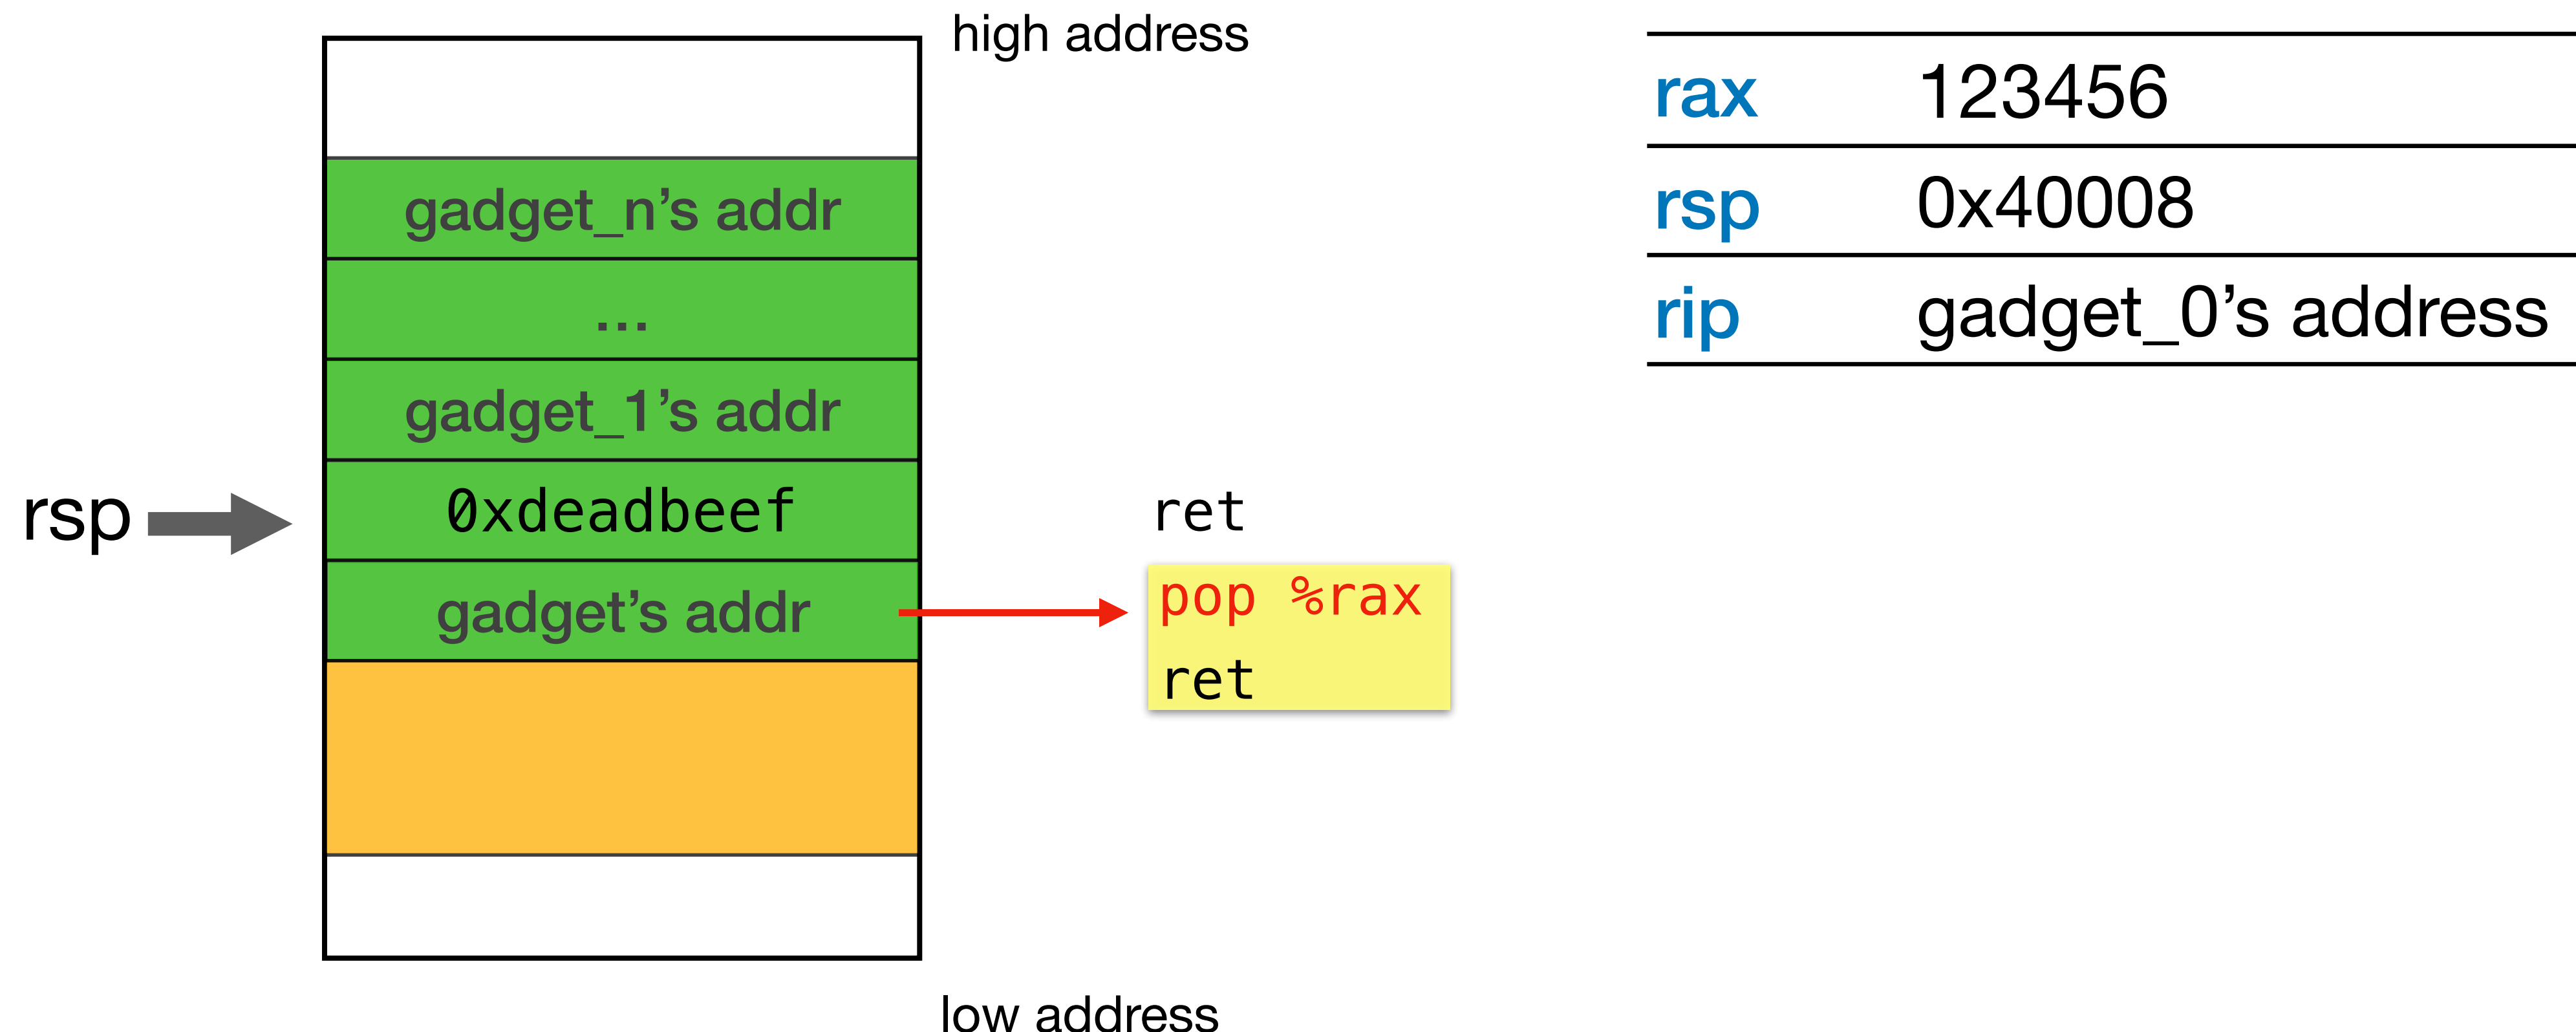 high address
gadget_n’s addr
...
gadget_1’s addr
rsp
0xdeadbeef
gadget’s addr
low address
ret
pop %rax
ret
rax 123456
rsp 0x40008
rip gadget_0’s address